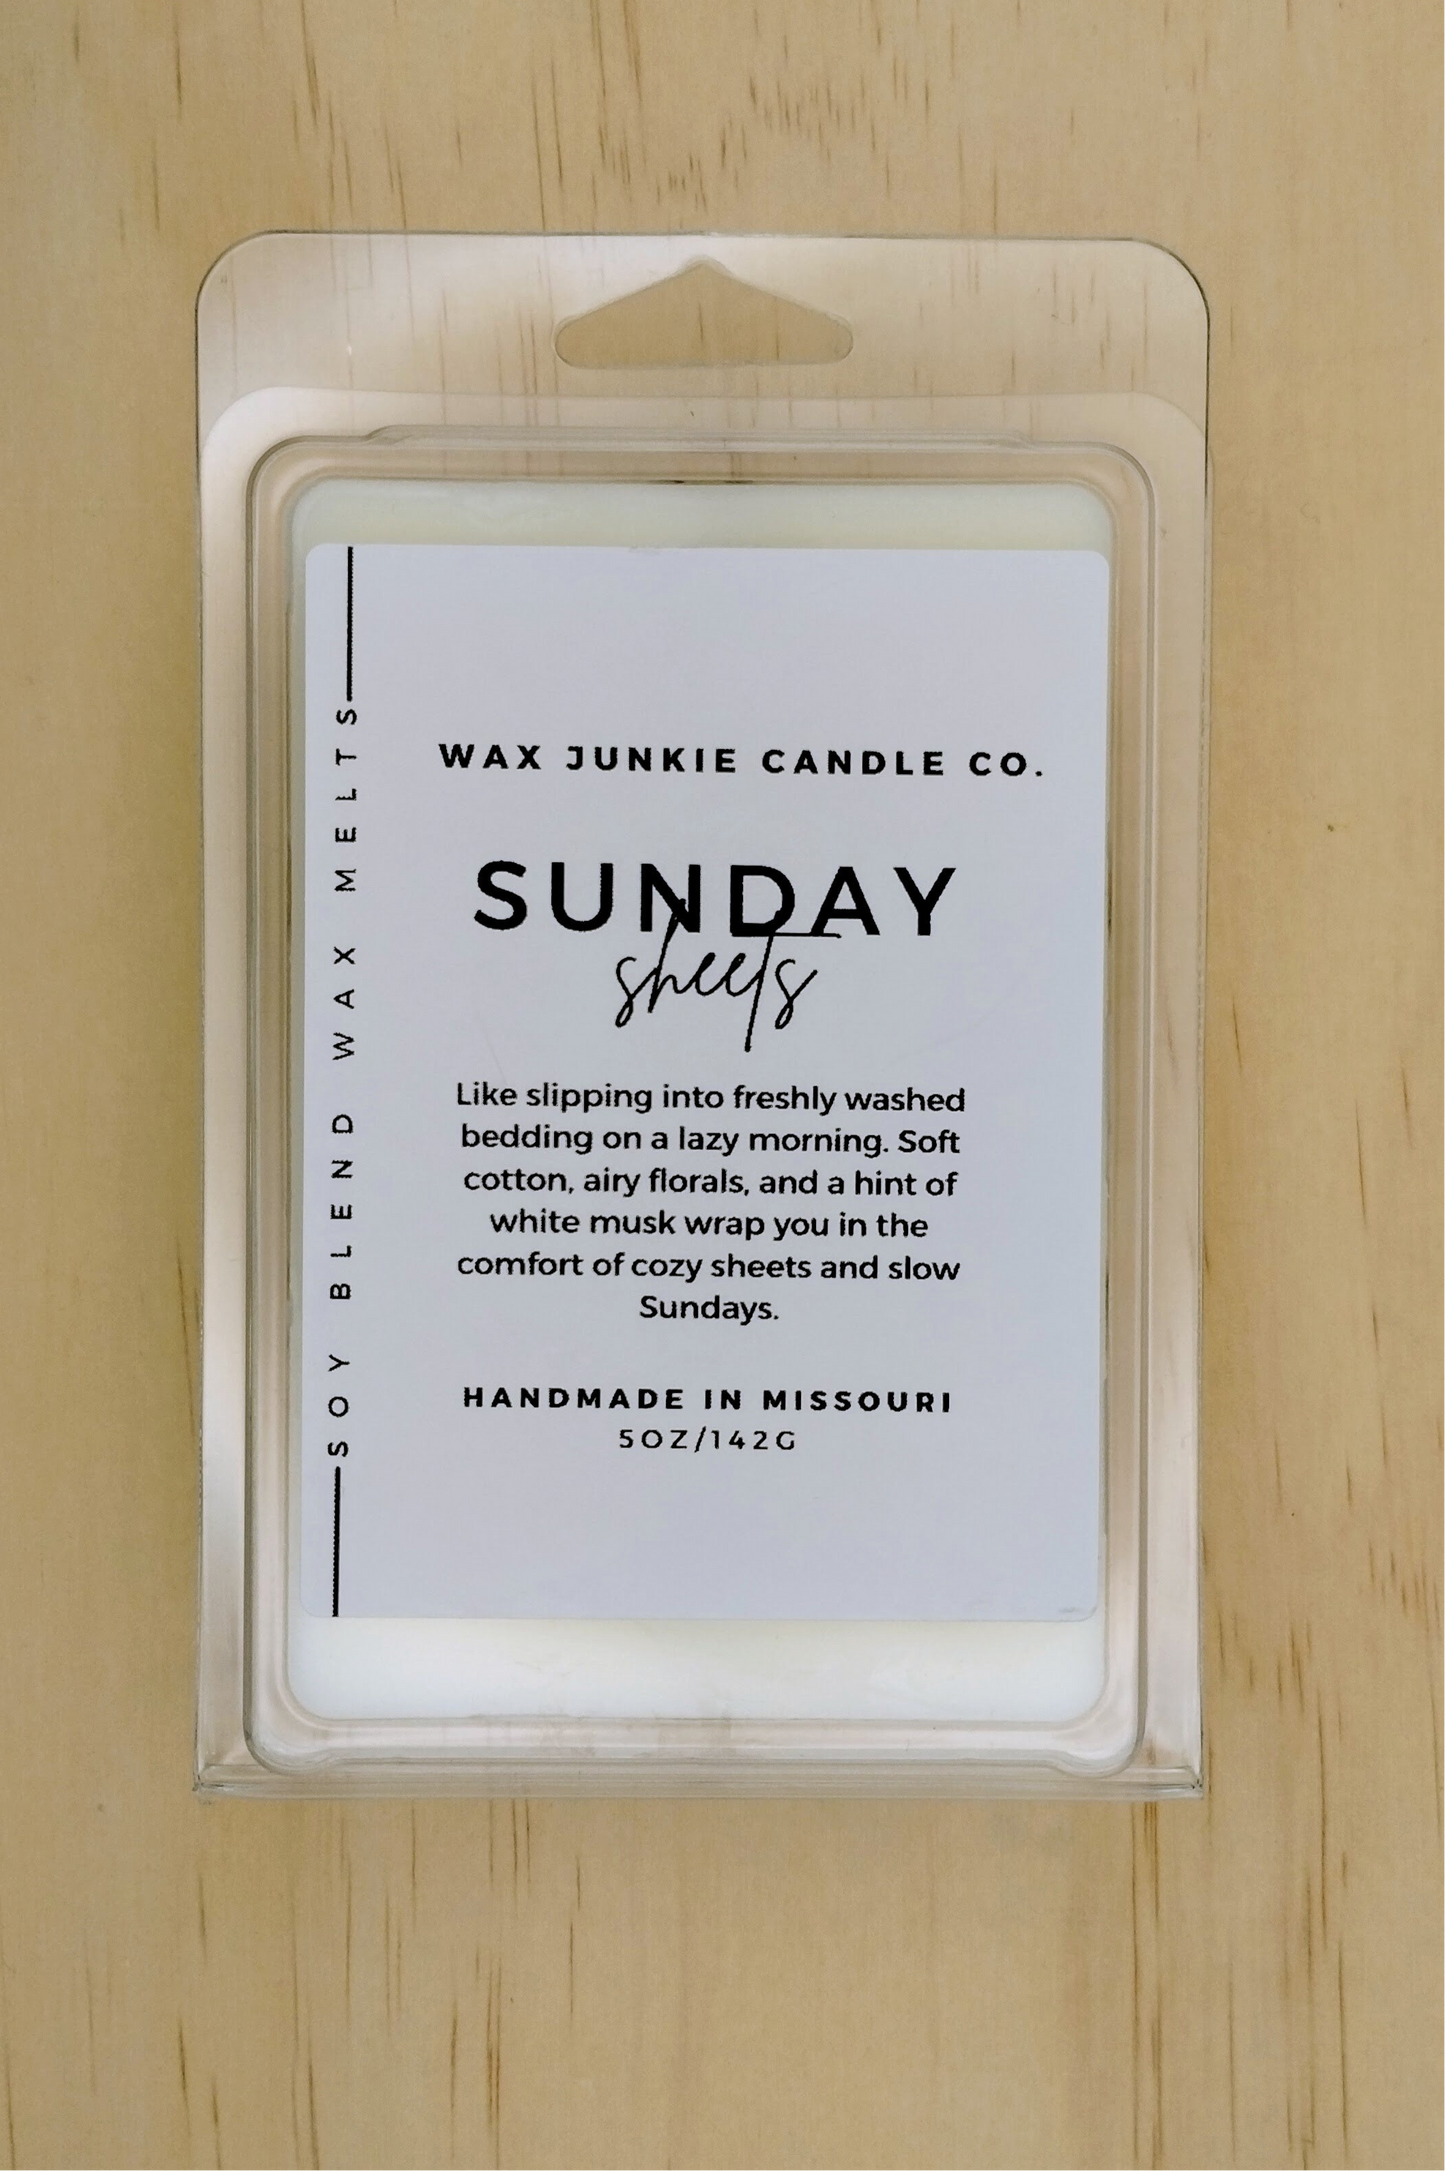 SOY BLEND WAX MELTS
WAX JUNKIE CANDLE CO.
SUNDAY
sheets
Like slipping into freshly washed
bedding on a lazy morning. Soft
cotton, airy florals, and a hint of
white musk wrap you in the
comfort of cozy sheets and slow
Sundays.
HANDMADE IN MISSOURI
5OZ/142G